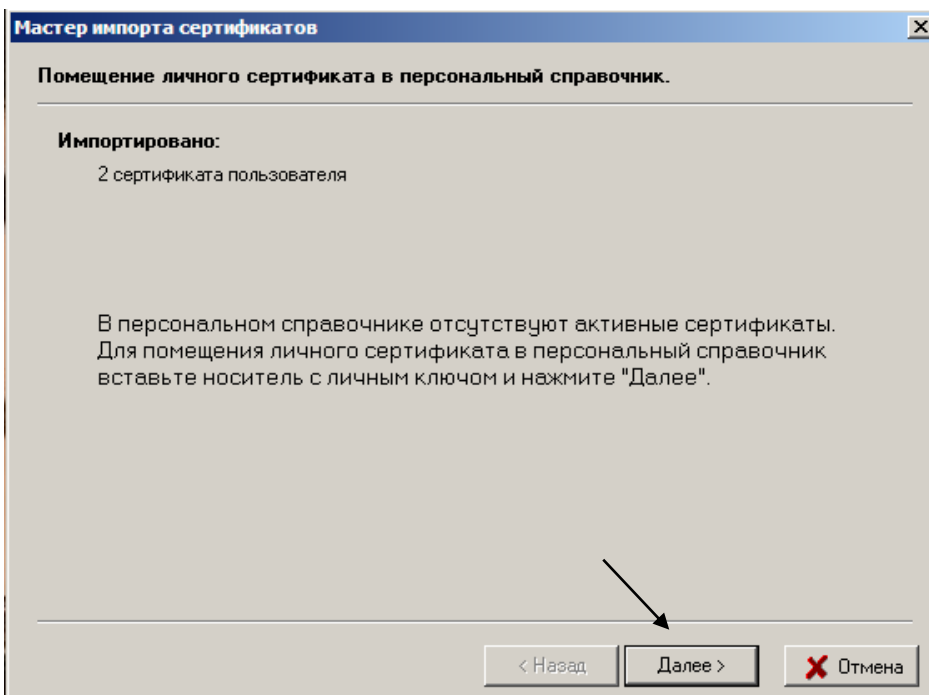 Мастер импорта сертификатов
Помещение личного сертификата в персональный справочник.
Импортировано:
2 сертификата пользователя
В персональном справочнике отсутствуют активные сертификаты.
Для помещения личного сертификата в персональный справочник
вставьте носитель с личным ключом и нажмите "Далее".
< Назад
Далее >
Отмена